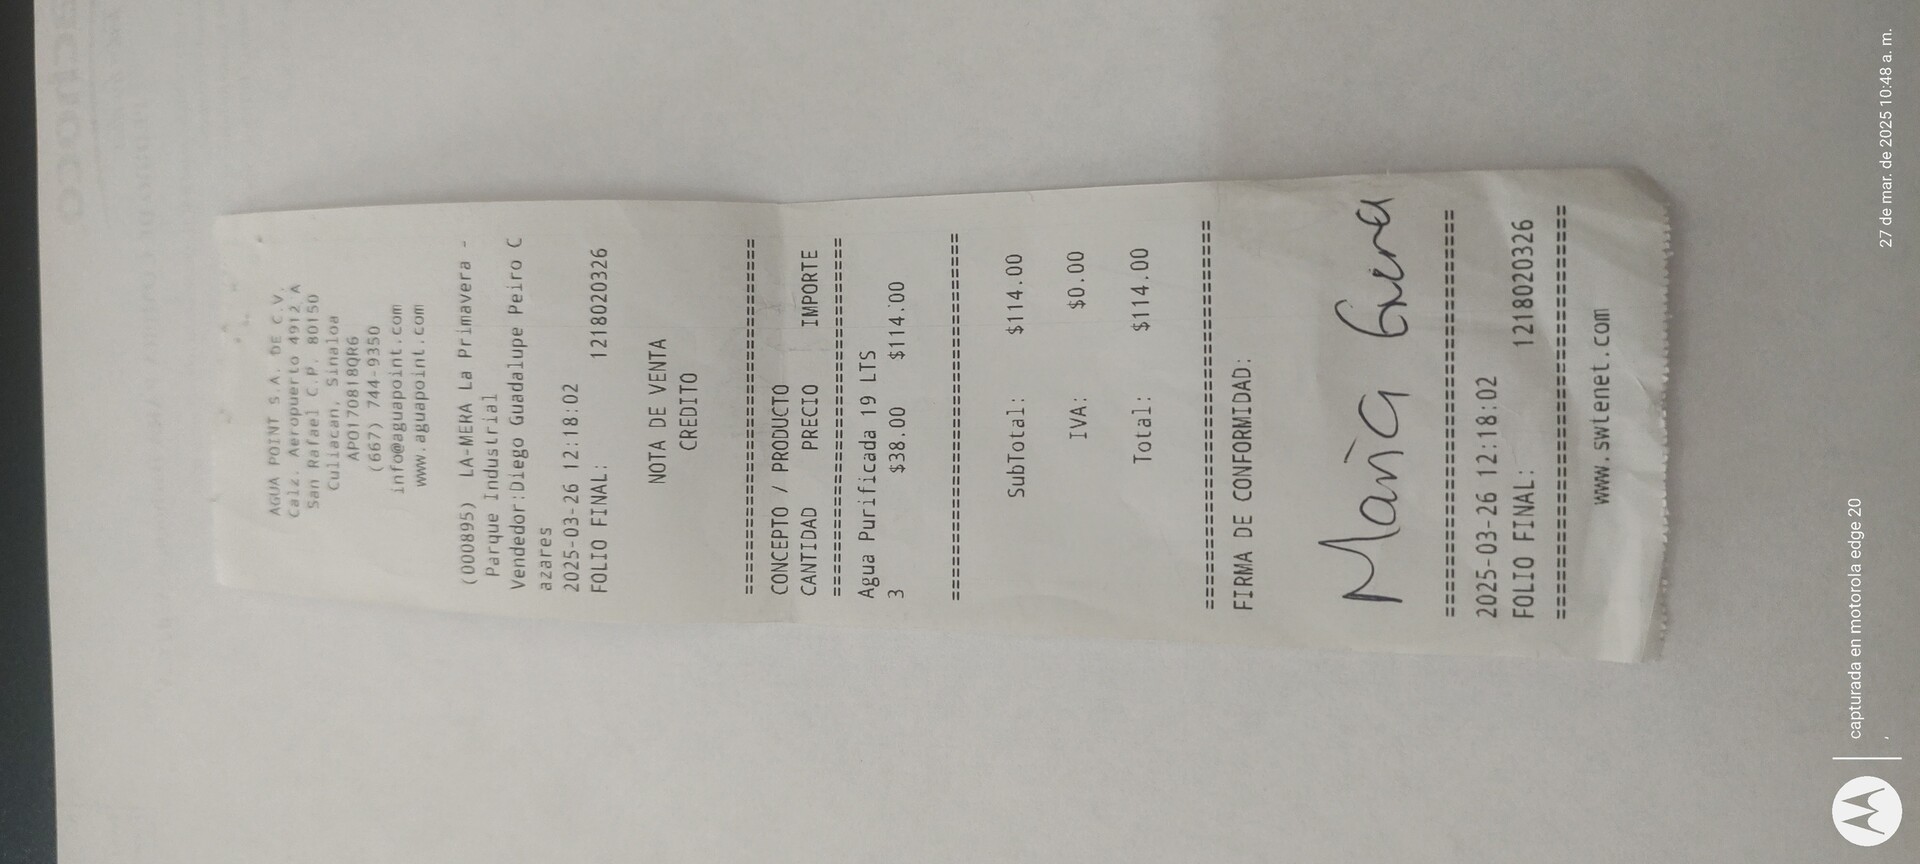 AGUA POINT S.A. DE C.V.
Calz. Aeropuerto 4912 A
San Rafael C.P. 80150
Culiacan, Sinaloa
APO170818QR6
(667) 744-9350
info@aguapoint.com
www.aguapoint.com
(000895) LA-MERA La Primavera -
Parque Industrial
Vendedor:Diego Guadalupe Peiro C
azares
2025-03-26 12:18:02
FOLIO FINAL: 1218020326
NOTA DE VENTA
CREDITO
================================
CONCEPTO / PRODUCTO
CANTIDAD PRECIO IMPORTE
================================
Agua Purificada 19 LTS
3 $38.00 $114.00
================================
SubTotal: $114.00
IVA: $0.00
Total: $114.00
================================
FIRMA DE CONFORMIDAD:
Maria
================================
2025-03-26 12:18:02
FOLIO FINAL: 1218020326
================================
www.swtenet.com
capturada en motorola edge 20
27 de mar. de 2025 10:48 a. m.